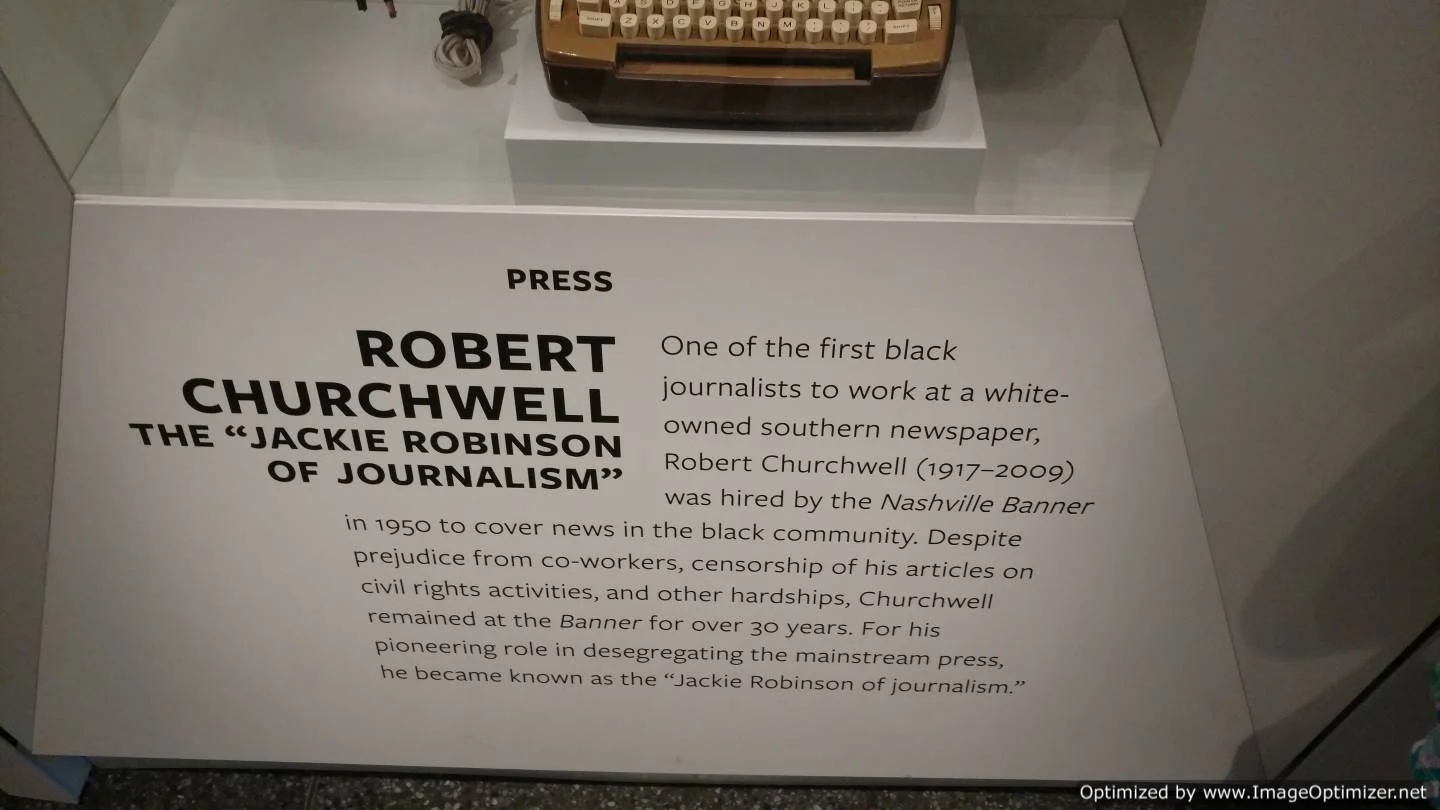 SHIFT Z X C V B N M SHIFT
PRESS
ROBERT
CHURCHWELL
THE “JACKIE ROBINSON
OF JOURNALISM”
One of the first black
journalists to work at a white-
owned southern newspaper,
Robert Churchwell (1917–2009)
was hired by the Nashville Banner
in 1950 to cover news in the black community. Despite
prejudice from co-workers, censorship of his articles on
civil rights activities, and other hardships, Churchwell
remained at the Banner for over 30 years. For his
pioneering role in desegregating the mainstream press,
he became known as the “Jackie Robinson of journalism.”
Optimized by www.ImageOptimizer.net